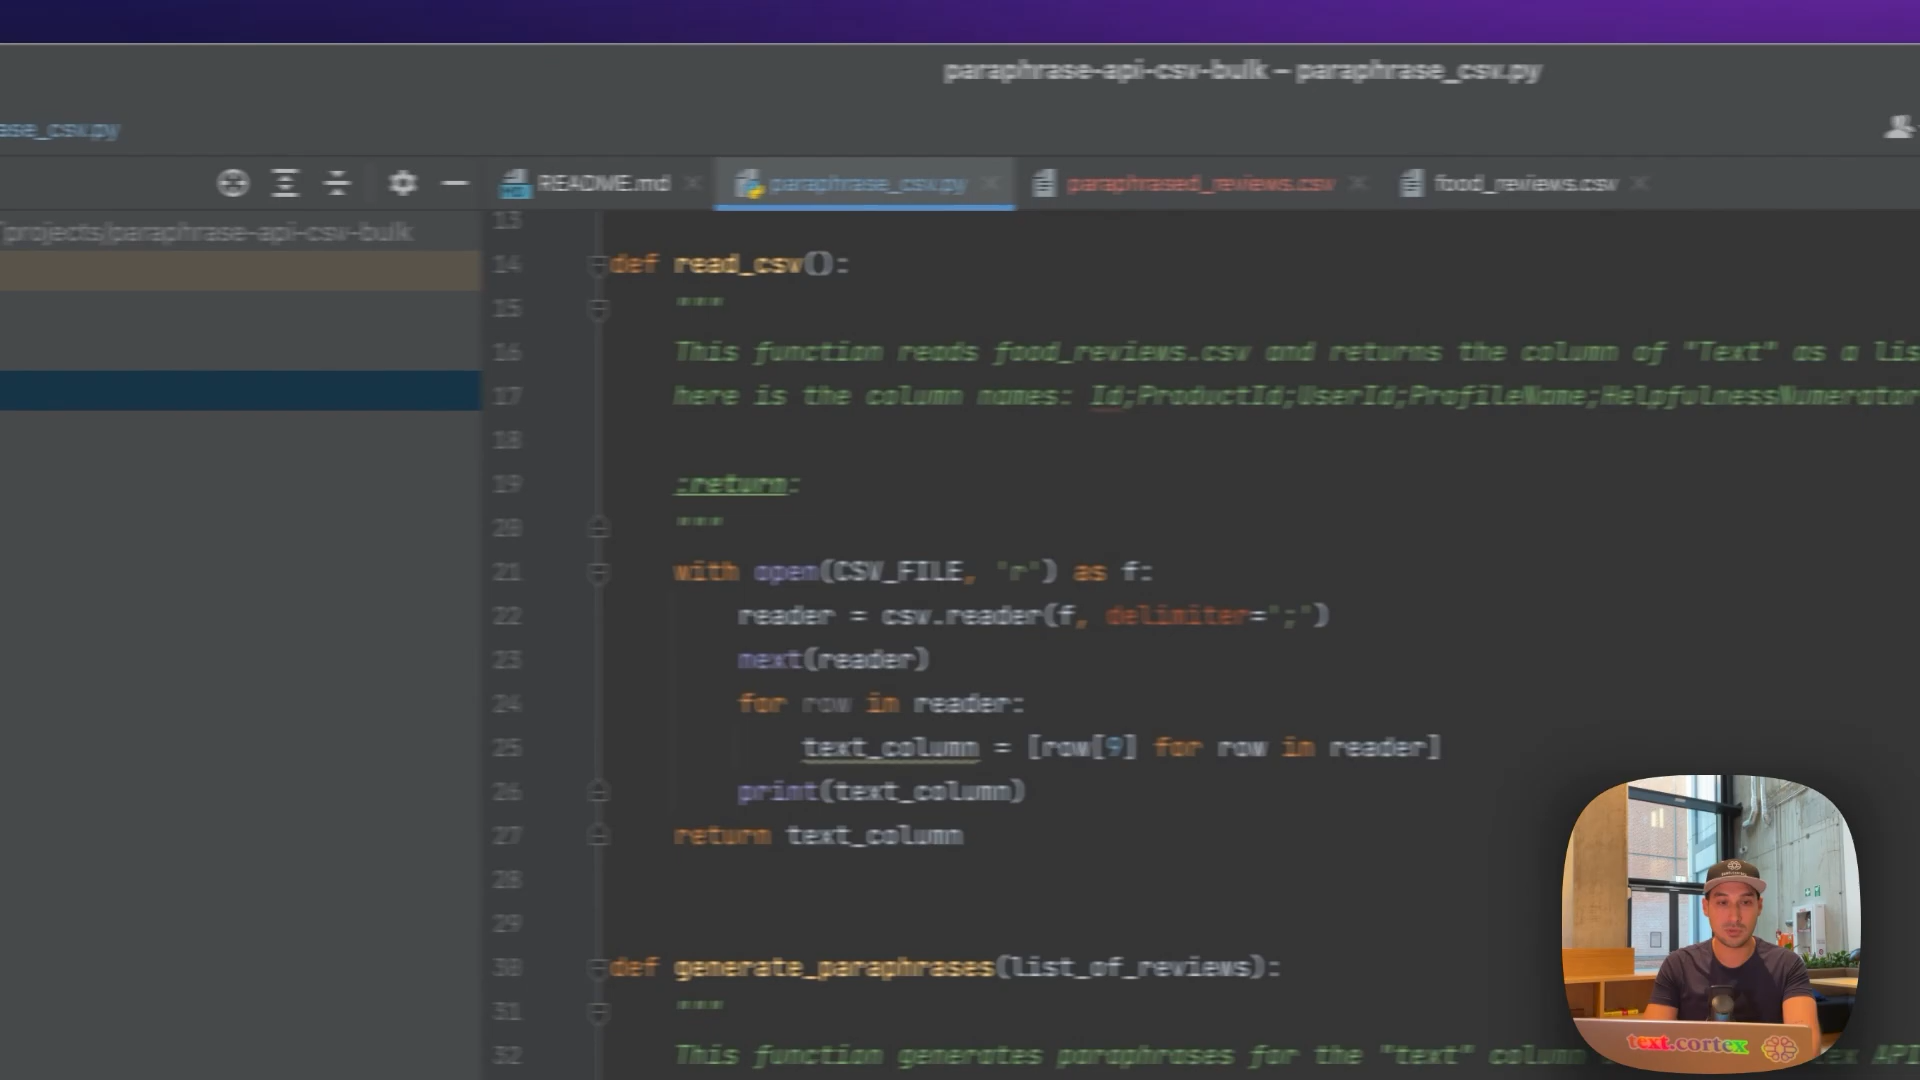 paraphrase-api-csv-bulk – paraphrase_csv.py
ase_csv.py
README.md
paraphrase_csv.py
paraphrased_reviews.csv
food_reviews.csv
projects/paraphrase-api-csv-bulk
13
14 def read_csv():
15 """
16 This function reads food_reviews.csv and returns the column of "Text" as a lis
17 here is the column names: Id;ProductId;UserId;ProfileName;HelpfulnessNumerator
18
19 :return:
20 """
21 with open(CSV_FILE, 'r') as f:
22 reader = csv.reader(f, delimiter=";")
23 next(reader)
24 for row in reader:
25 text_column = [row[9] for row in reader]
26 print(text_column)
27 return text_column
28
29
30 def generate_paraphrases(list_of_reviews):
31 """
32 This function generates paraphrases for the "text" column ex API
text.cortex